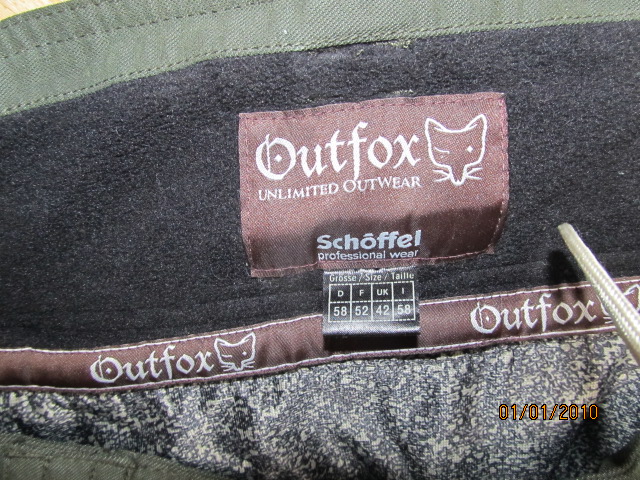 Outfox
UNLIMITED OUTWEAR
Schöffel
professional wear
Grösse / Size / Taille
D F UK I
58 52 42 58
Outfox
Outfox
01/01/2010